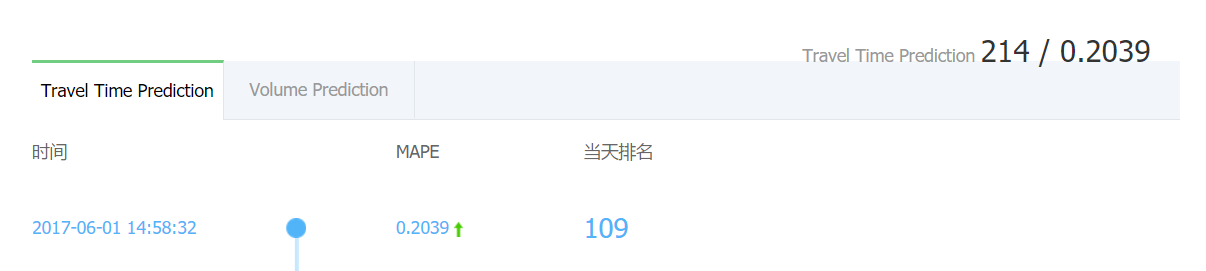 Travel Time Prediction 214 / 0.2039
Travel Time Prediction Volume Prediction
时间 MAPE 当天排名
2017-06-01 14:58:32 0.2039 109